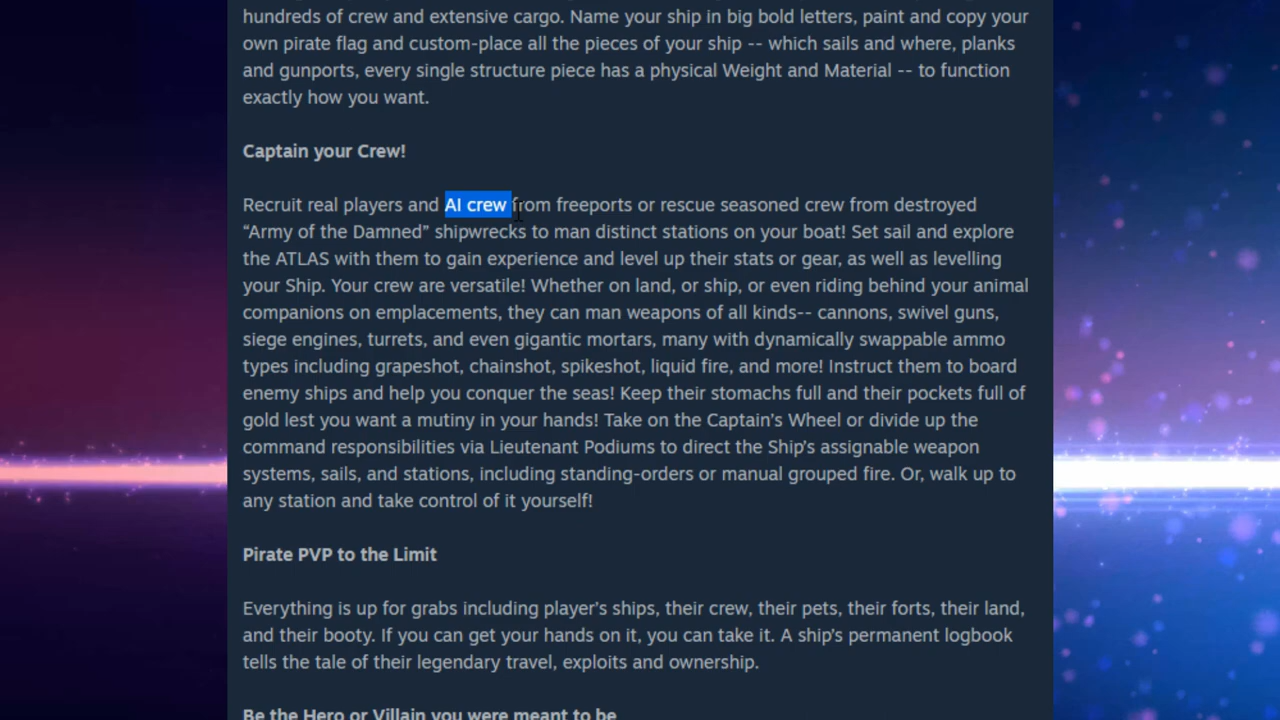 hundreds of crew and extensive cargo. Name your ship in big bold letters, paint and copy your
own pirate flag and custom-place all the pieces of your ship -- which sails and where, planks
and gunports, every single structure piece has a physical Weight and Material -- to function
exactly how you want.
Captain your Crew!
Recruit real players and AI crew from freeports or rescue seasoned crew from destroyed
“Army of the Damned” shipwrecks to man distinct stations on your boat! Set sail and explore
the ATLAS with them to gain experience and level up their stats or gear, as well as levelling
your Ship. Your crew are versatile! Whether on land, or ship, or even riding behind your animal
companions on emplacements, they can man weapons of all kinds-- cannons, swivel guns,
siege engines, turrets, and even gigantic mortars, many with dynamically swappable ammo
types including grapeshot, chainshot, spikeshot, liquid fire, and more! Instruct them to board
enemy ships and help you conquer the seas! Keep their stomachs full and their pockets full of
gold lest you want a mutiny in your hands! Take on the Captain’s Wheel or divide up the
command responsibilities via Lieutenant Podiums to direct the Ship’s assignable weapon
systems, sails, and stations, including standing-orders or manual grouped fire. Or, walk up to
any station and take control of it yourself!
Pirate PVP to the Limit
Everything is up for grabs including player’s ships, their crew, their pets, their forts, their land,
and their booty. If you can get your hands on it, you can take it. A ship’s permanent logbook
tells the tale of their legendary travel, exploits and ownership.
Be the Hero or Villain you were meant to be